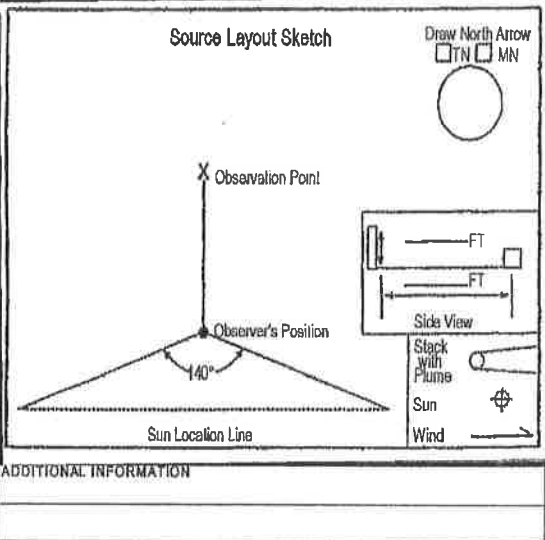 Source Layout Sketch
Draw North Arrow
TN MN
X Observation Point
FT
FT
Side View
Observer's Position
140°
Sun Location Line
Stack
with
Plume
Sun
Wind
ADDITIONAL INFORMATION